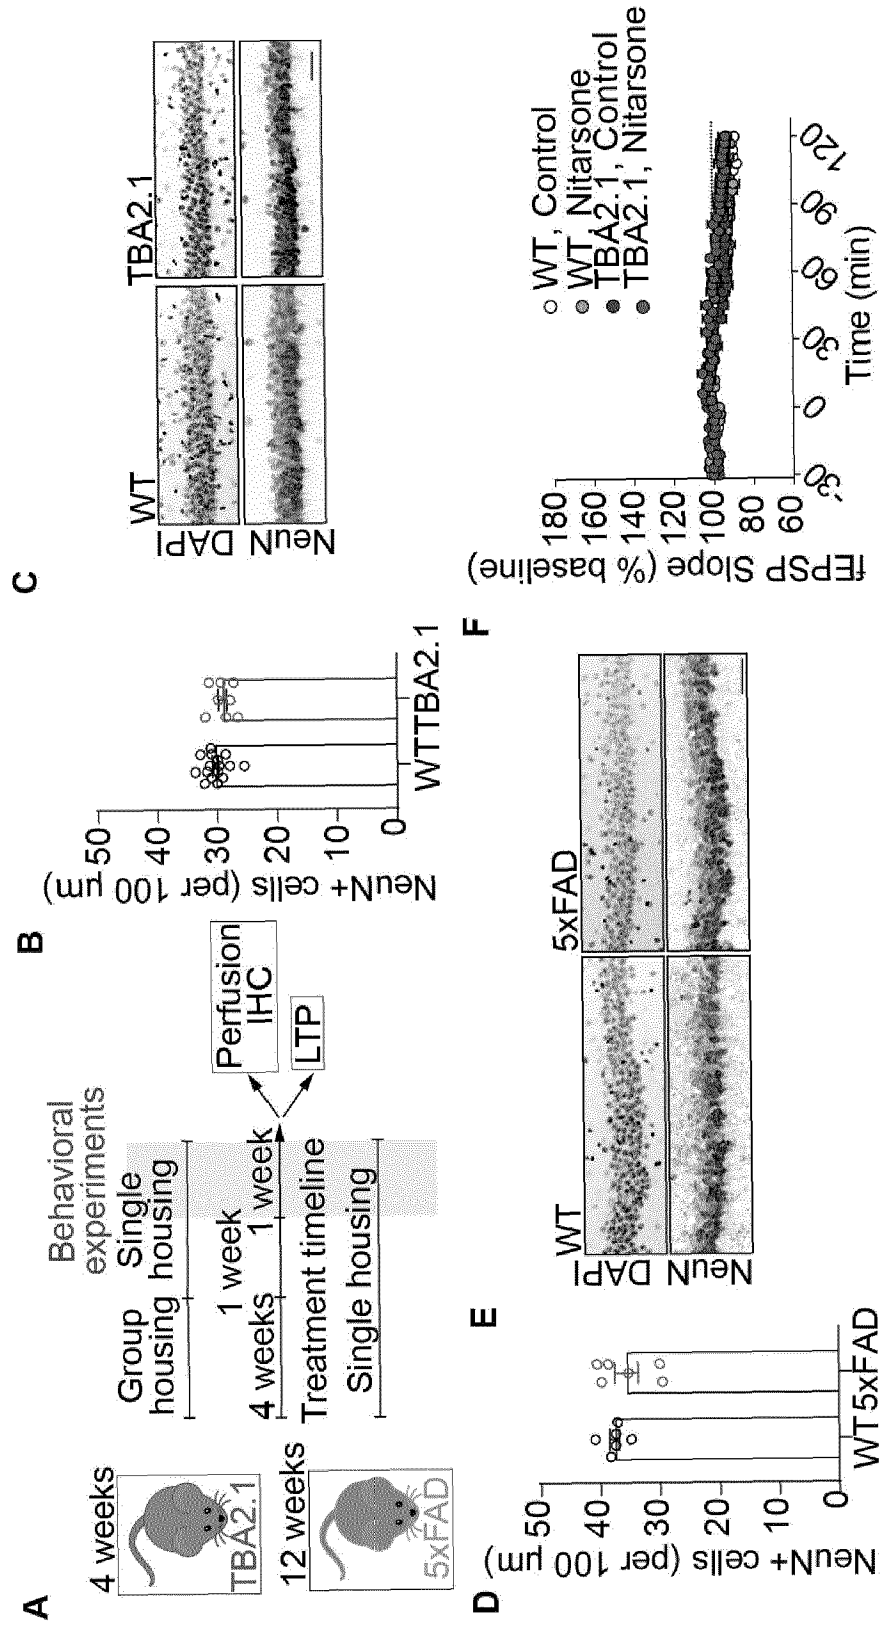 A
4 weeks
TBA2.1
12 weeks
5xFAD
Behavioral
experiments
Group
housing
Single
housing
4 weeks
1 week
1 week
Treatment timeline
Single housing
Perfusion
IHC
LTP
B
NeuN+ cells (per 100 µm)
50
40
30
20
10
0
WT
TBA2.1
C
WT
TBA2.1
DAPI
NeuN
D
NeuN+ cells (per 100 µm)
50
40
30
20
10
0
WT
5xFAD
E
WT
5xFAD
DAPI
NeuN
F
fEPSP Slope (% baseline)
180
160
140
120
100
80
60
-30
0
30
60
90
120
Time (min)
WT, Control
WT, Nitarsone
TBA2.1, Control
TBA2.1, Nitarsone